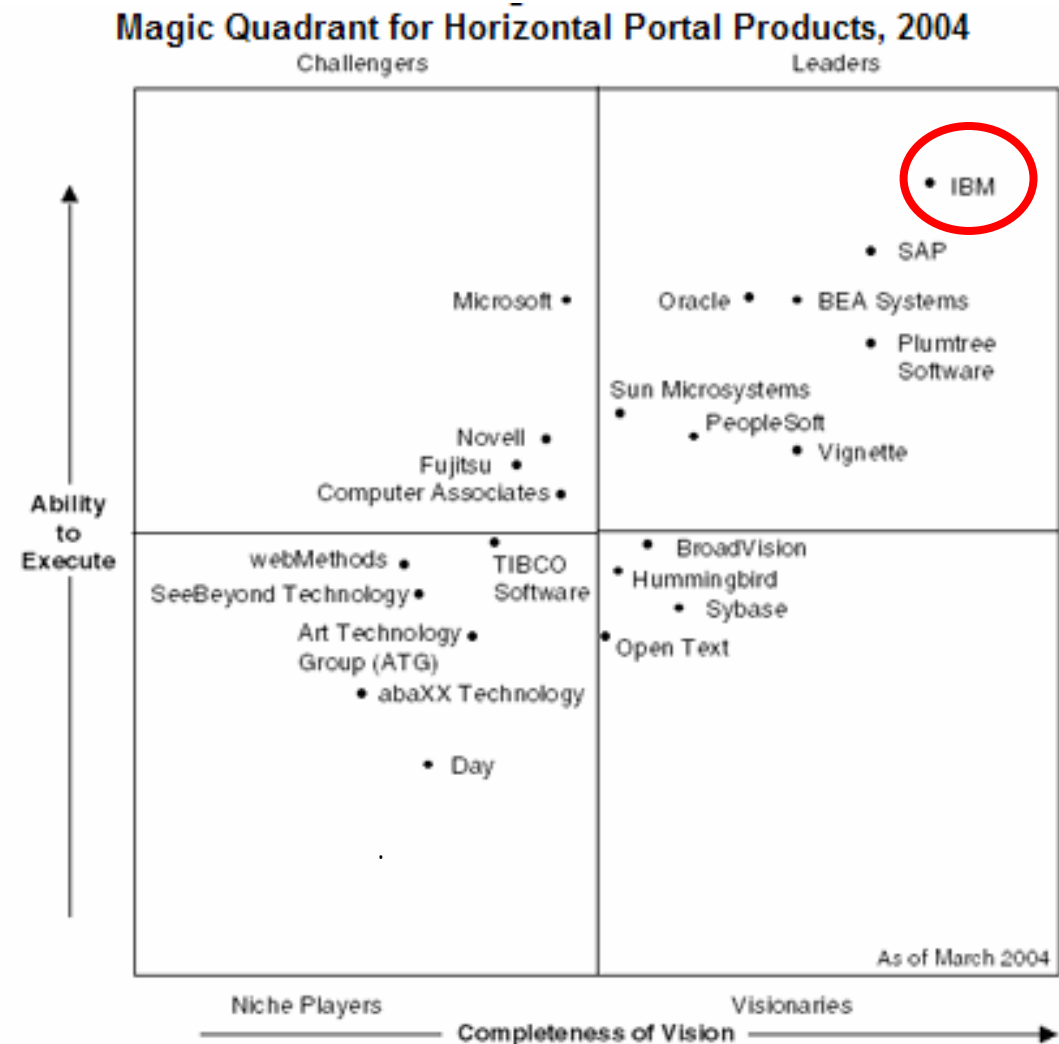 Magic Quadrant for Horizontal Portal Products, 2004
Challengers
Leaders
IBM
SAP
Microsoft
Oracle
BEA Systems
Plumtree
Software
Sun Microsystems
PeopleSoft
Novell
Vignette
Fujitsu
Computer Associates
Ability
to
Execute
webMethods
TIBCO
Software
BroadVision
Hummingbird
SeeBeyond Technology
Sybase
Art Technology
Group (ATG)
Open Text
abaXX Technology
Day
As of March 2004
Niche Players
Visionaries
Completeness of Vision